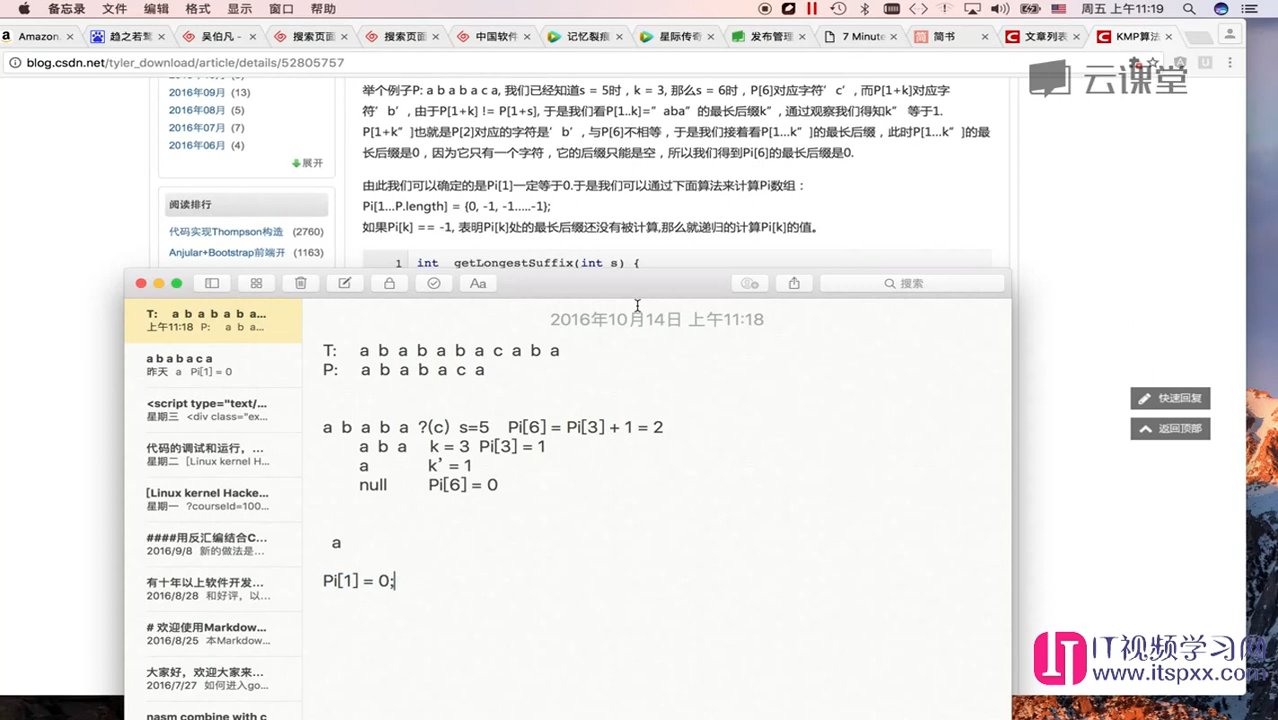 备忘录 文件 编辑 格式 显示 窗口 帮助 周五 上午11:19
Amazon. 趋之若鹜 吴伯凡 - 搜索页面 搜索页面 中国软件 记忆裂痕 星际传奇 发布管理 7 Minute 简书 文章列表 KMP算法
blog.csdn.net/tyler_download/article/details/52805757
云课堂
2016年09月 (13)
2016年08月 (5)
2016年07月 (7)
2016年06月 (4)
展开
阅读排行
代码实现Thompson构造 (2760)
Anjular+Bootstrap前端开 (1163)
举个例子P: a b a b a c a, 我们已经知道s = 5时，k = 3, 那么s = 6时，P[6]对应字符’c’，而P[1+k]对应字
符’b’，由于P[1+k] != P[1+s], 于是我们看P[1..k]=”aba”的最长后缀k”，通过观察我们得知k”等于1.
P[1+k”]也就是P[2]对应的字符是’b’，与P[6]不相等，于是我们接着看P[1...k”]的最长后缀，此时P[1...k”]的最
长后缀是0，因为它只有一个字符，它的后缀只能是空，所以我们得到Pi[6]的最长后缀是0.
由此我们可以确定的是Pi[1]一定等于0.于是我们可以通过下面算法来计算Pi数组：
Pi[1...P.length] = {0, -1, -1…..-1};
如果Pi[k] == -1, 表明Pi[k]处的最长后缀还没有被计算,那么就递归的计算Pi[k]的值。
1 int getLongestSuffix(int s) {
快速回复
返回顶部
Aa
搜索
T: a b a b a b a...
上午11:18 P: a b a...
a b a b a c a
昨天 a Pi[1] = 0
<script type="text/...
星期三 <div class="ex...
代码的调试和运行，...
星期二 [Linux kernel H...
[Linux kernel Hacke...
星期一 ?courseId=100...
####用反汇编结合C...
2016/9/8 新的做法是...
有十年以上软件开发...
2016/8/28 和好评，以...
# 欢迎使用Markdow...
2016/8/25 本Markdow...
大家好，欢迎大家来...
2016/7/27 如何进入go...
nasm combine with c
2016年10月14日 上午11:18
T: a b a b a b a c a b a
P: a b a b a c a
a b a b a ?(c) s=5 Pi[6] = Pi[3] + 1 = 2
a b a k = 3 Pi[3] = 1
a k’ = 1
null Pi[6] = 0
a
Pi[1] = 0;
IT视频学习网
www.itspxx.com